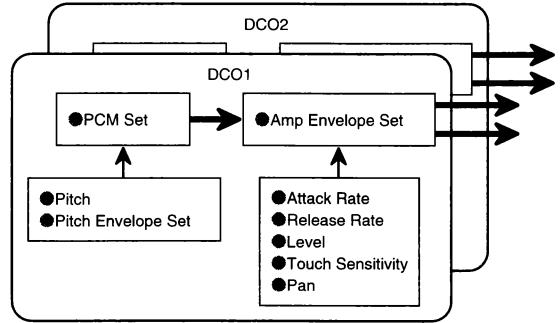 DCO2
DCO1
●PCM Set
●Amp Envelope Set
●Pitch
●Pitch Envelope Set
●Attack Rate
●Release Rate
●Level
●Touch Sensitivity
●Pan